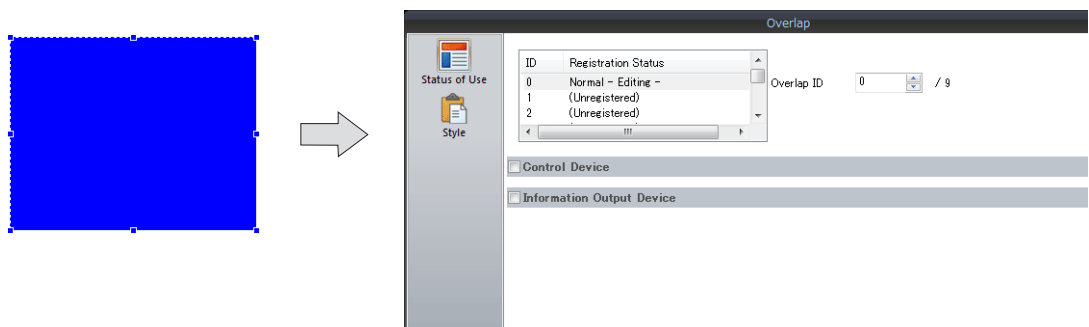 Overlap
Status of Use
Style
ID Registration Status
0 Normal - Editing -
1 (Unregistered)
2 (Unregistered)
Overlap ID 0 / 9
Control Device
Information Output Device